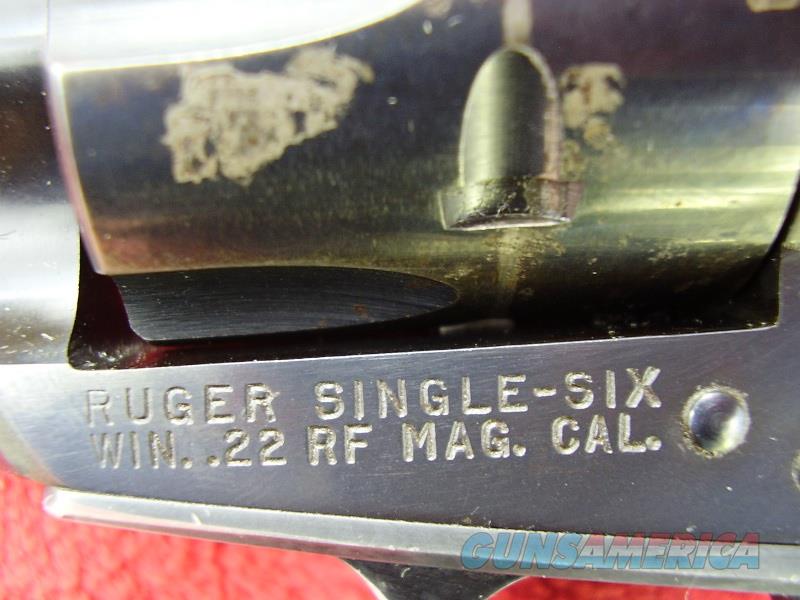 RUGER SINGLE-SIX
WIN. .22 RF MAG. CAL.
GUNSAMERICA